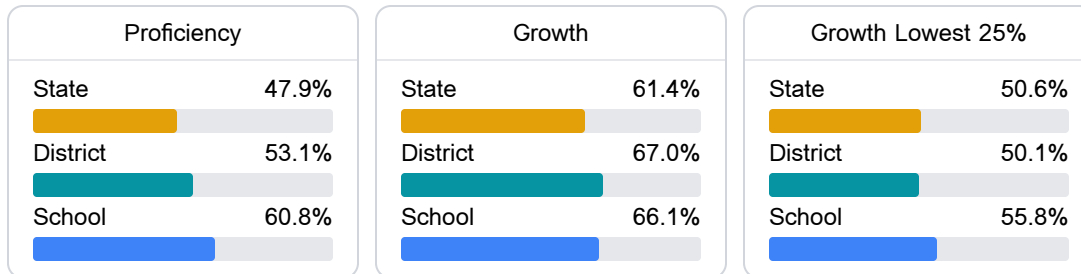 Proficiency
State 47.9%
District 53.1%
School 60.8%
Growth
State 61.4%
District 67.0%
School 66.1%
Growth Lowest 25%
State 50.6%
District 50.1%
School 55.8%